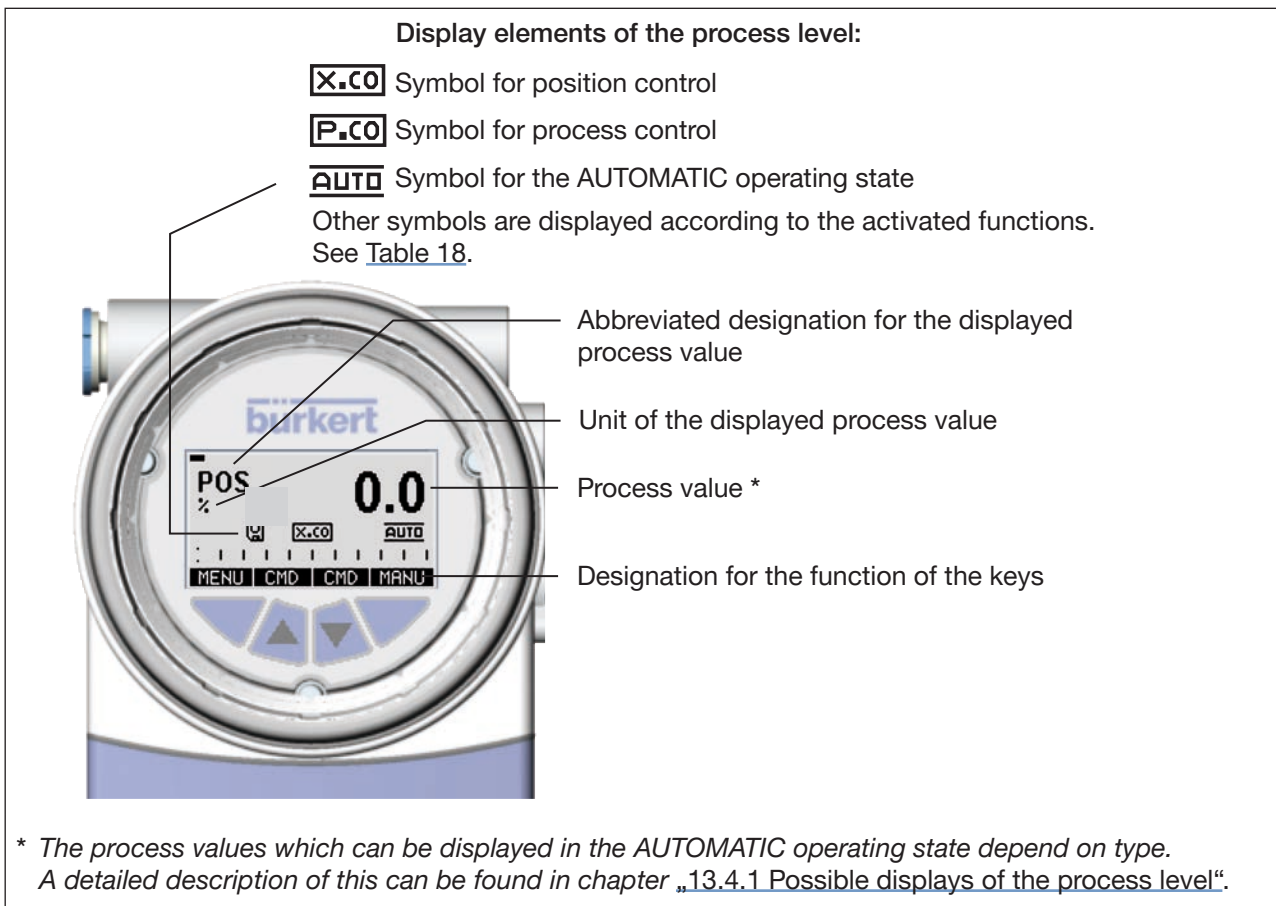 Display elements of the process level:
X.CO Symbol for position control
P.CO Symbol for process control
AUTO Symbol for the AUTOMATIC operating state
Other symbols are displayed according to the activated functions.
See Table 18.
Abbreviated designation for the displayed
process value
bürkert
Unit of the displayed process value
POS
0.0
%
Process value *
X.CO
AUTO
MENU CMD CMD MANU
Designation for the function of the keys
* The process values which can be displayed in the AUTOMATIC operating state depend on type.
A detailed description of this can be found in chapter „13.4.1 Possible displays of the process level“.